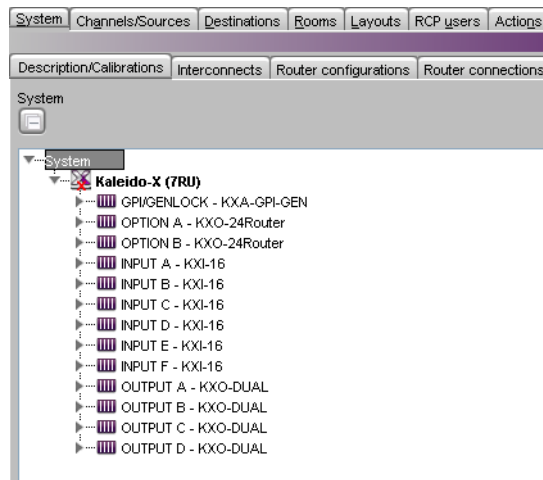 System Channels/Sources Destinations Rooms Layouts RCP users Actions
Description/Calibrations Interconnects Router configurations Router connections
System
System
Kaleido-X (7RU)
GPI/GENLOCK - KXA-GPI-GEN
OPTION A - KXO-24Router
OPTION B - KXO-24Router
INPUT A - KXI-16
INPUT B - KXI-16
INPUT C - KXI-16
INPUT D - KXI-16
INPUT E - KXI-16
INPUT F - KXI-16
OUTPUT A - KXO-DUAL
OUTPUT B - KXO-DUAL
OUTPUT C - KXO-DUAL
OUTPUT D - KXO-DUAL